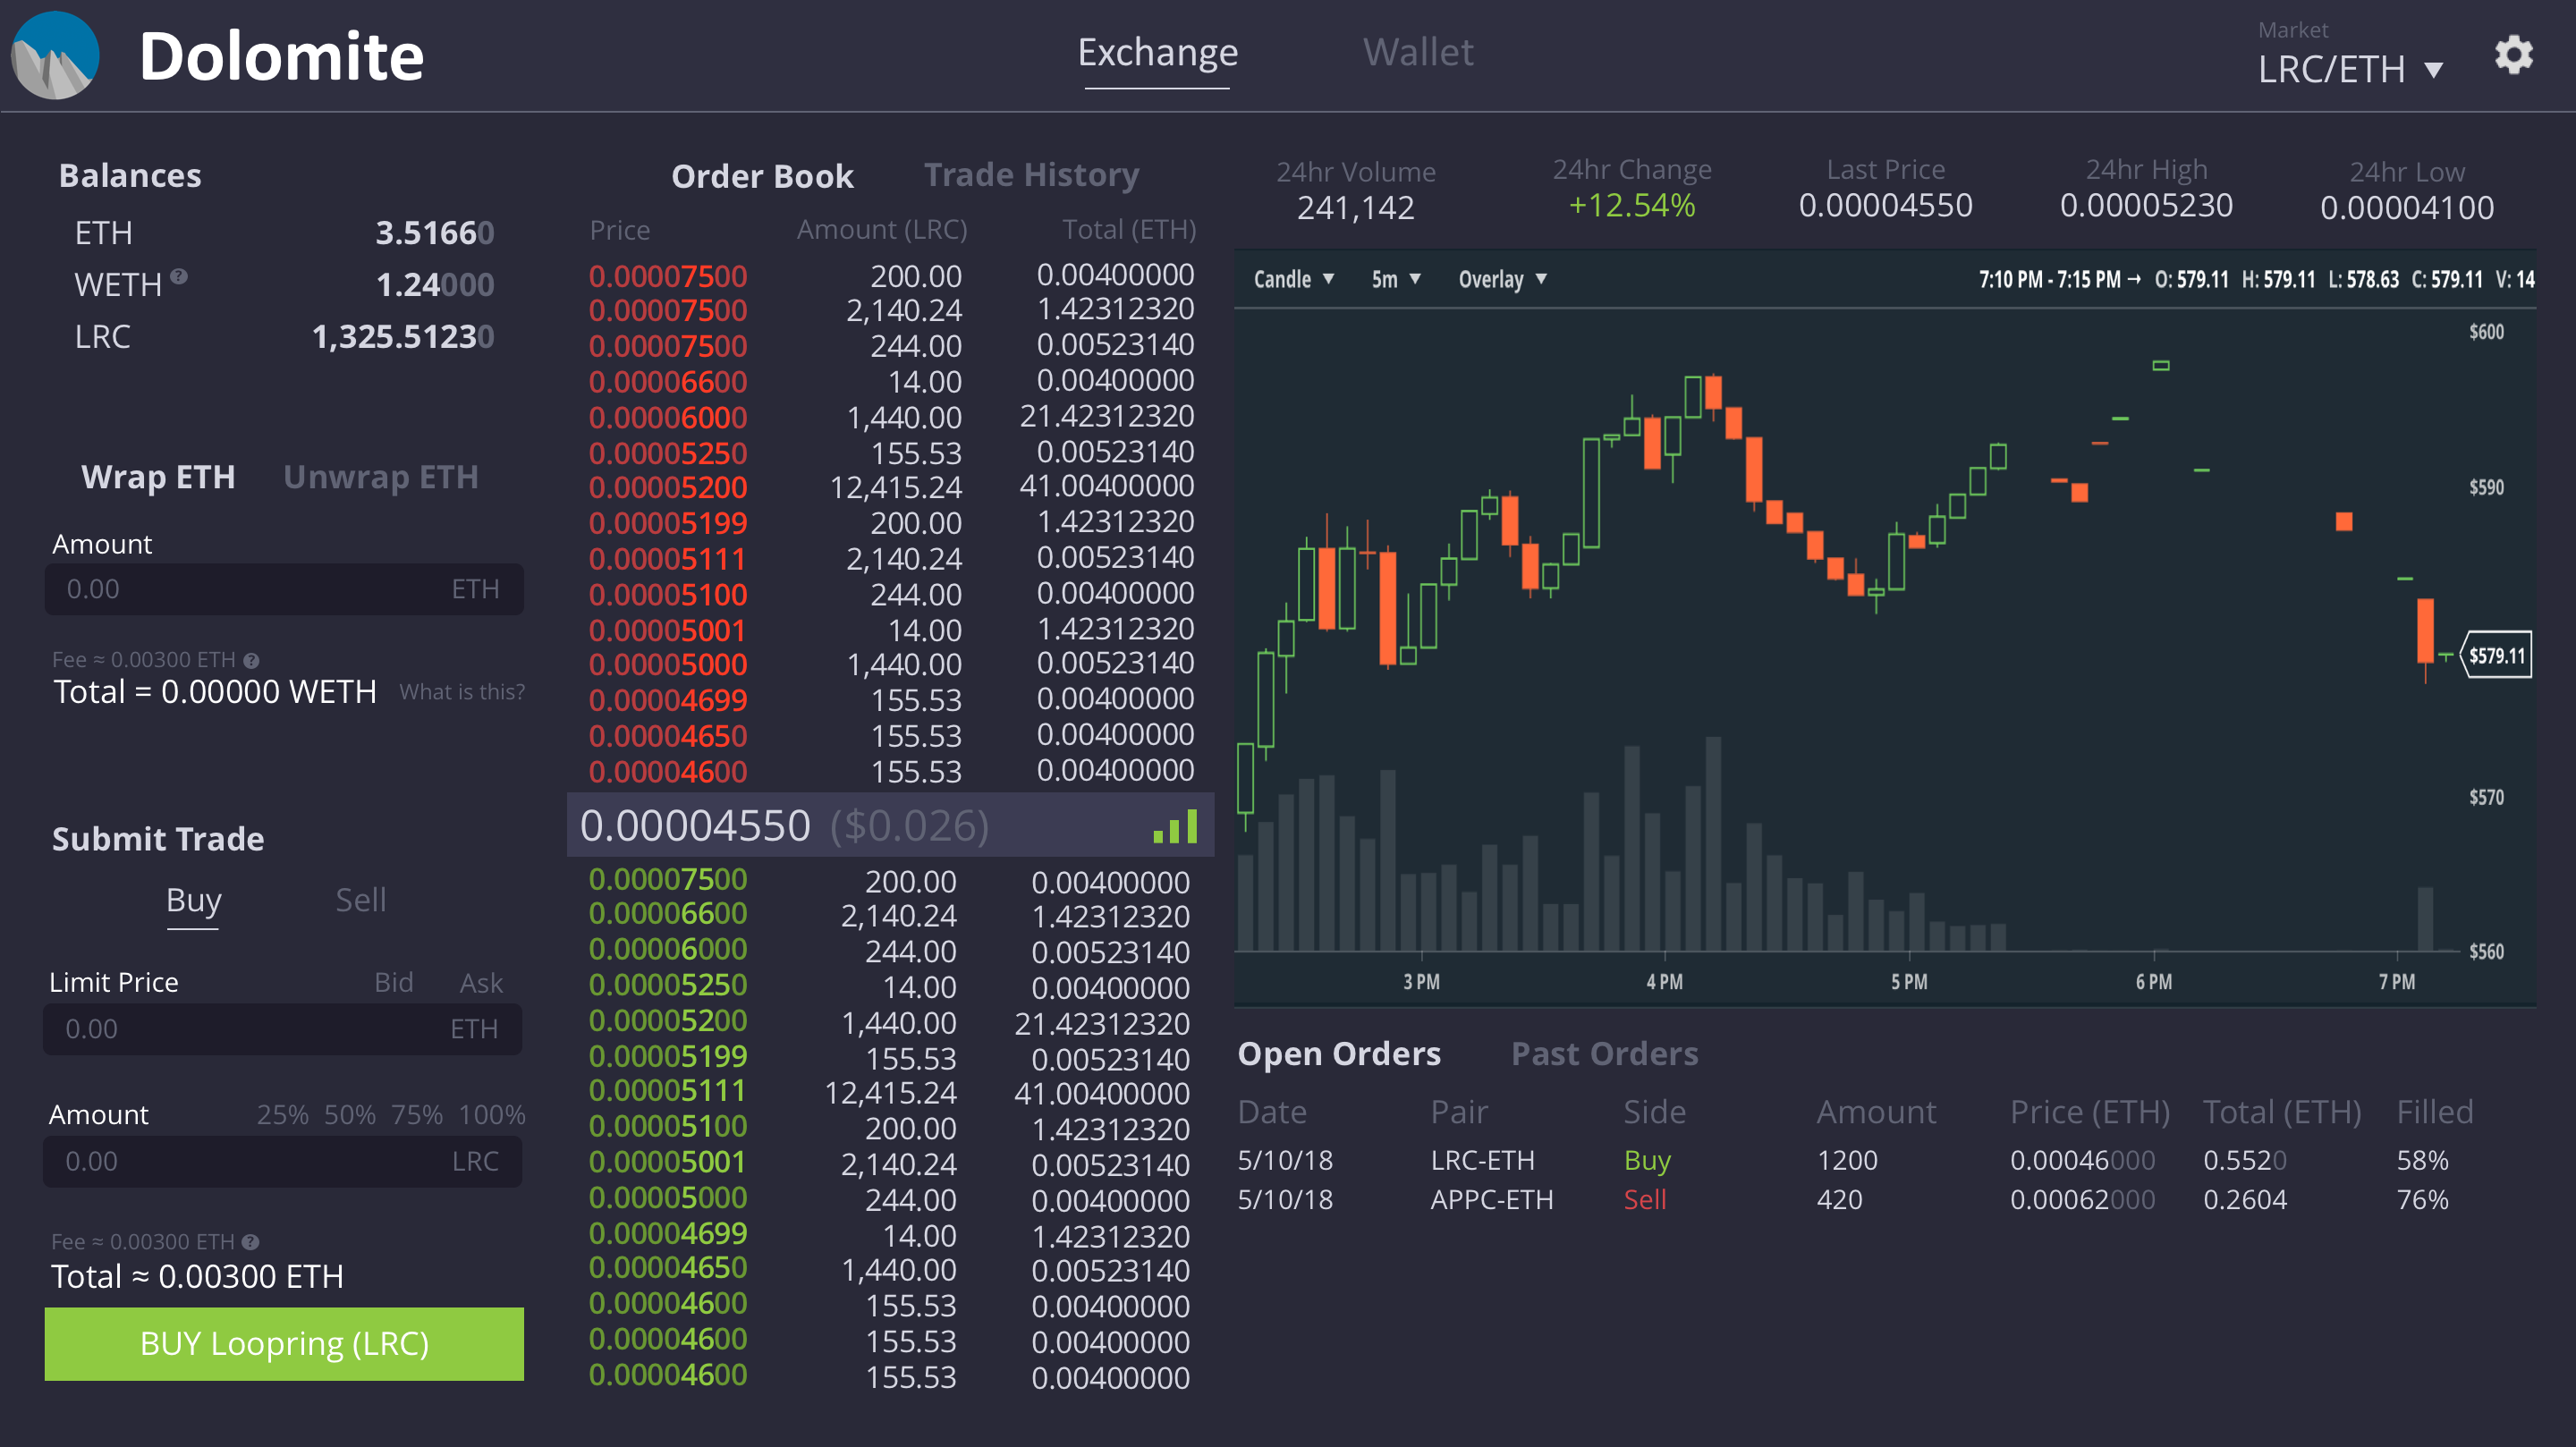 Dolomite
Exchange Wallet
Market
LRC/ETH ▼
Balances
ETH 3.51660
WETH ? 1.24000
LRC 1,325.51230
Wrap ETH Unwrap ETH
Amount
0.00 ETH
Fee ≈ 0.00300 ETH ?
Total = 0.00000 WETH What is this?
Submit Trade
Buy Sell
Limit Price Bid Ask
0.00 ETH
Amount 25% 50% 75% 100%
0.00 LRC
Fee ≈ 0.00300 ETH ?
Total ≈ 0.00300 ETH
BUY Loopring (LRC)
Order Book Trade History
Price Amount (LRC) Total (ETH)
0.00007500 200.00 0.00400000
0.00007500 2,140.24 1.42312320
0.00007500 244.00 0.00523140
0.00006600 14.00 0.00400000
0.00006000 1,440.00 21.42312320
0.00005250 155.53 0.00523140
0.00005200 12,415.24 41.00400000
0.00005199 200.00 1.42312320
0.00005111 2,140.24 0.00523140
0.00005100 244.00 0.00400000
0.00005001 14.00 1.42312320
0.00005000 1,440.00 0.00523140
0.00004699 155.53 0.00400000
0.00004650 155.53 0.00400000
0.00004600 155.53 0.00400000
0.00004550 ($0.026)
0.00007500 200.00 0.00400000
0.00006600 2,140.24 1.42312320
0.00006000 244.00 0.00523140
0.00005250 14.00 0.00400000
0.00005200 1,440.00 21.42312320
0.00005199 155.53 0.00523140
0.00005111 12,415.24 41.00400000
0.00005100 200.00 1.42312320
0.00005001 2,140.24 0.00523140
0.00005000 244.00 0.00400000
0.00004699 14.00 1.42312320
0.00004650 1,440.00 0.00523140
0.00004600 155.53 0.00400000
0.00004600 155.53 0.00400000
0.00004600 155.53 0.00400000
24hr Volume 24hr Change Last Price 24hr High 24hr Low
241,142 +12.54% 0.00004550 0.00005230 0.00004100
Candle ▼ 5m ▼ Overlay ▼ 7:10 PM - 7:15 PM → O: 579.11 H: 579.11 L: 578.63 C: 579.11 V: 14
$600
$590
$579.11
$570
$560
3 PM 4 PM 5 PM 6 PM 7 PM
Open Orders Past Orders
Date Pair Side Amount Price (ETH) Total (ETH) Filled
5/10/18 LRC-ETH Buy 1200 0.00046000 0.5520 58%
5/10/18 APPC-ETH Sell 420 0.00062000 0.2604 76%